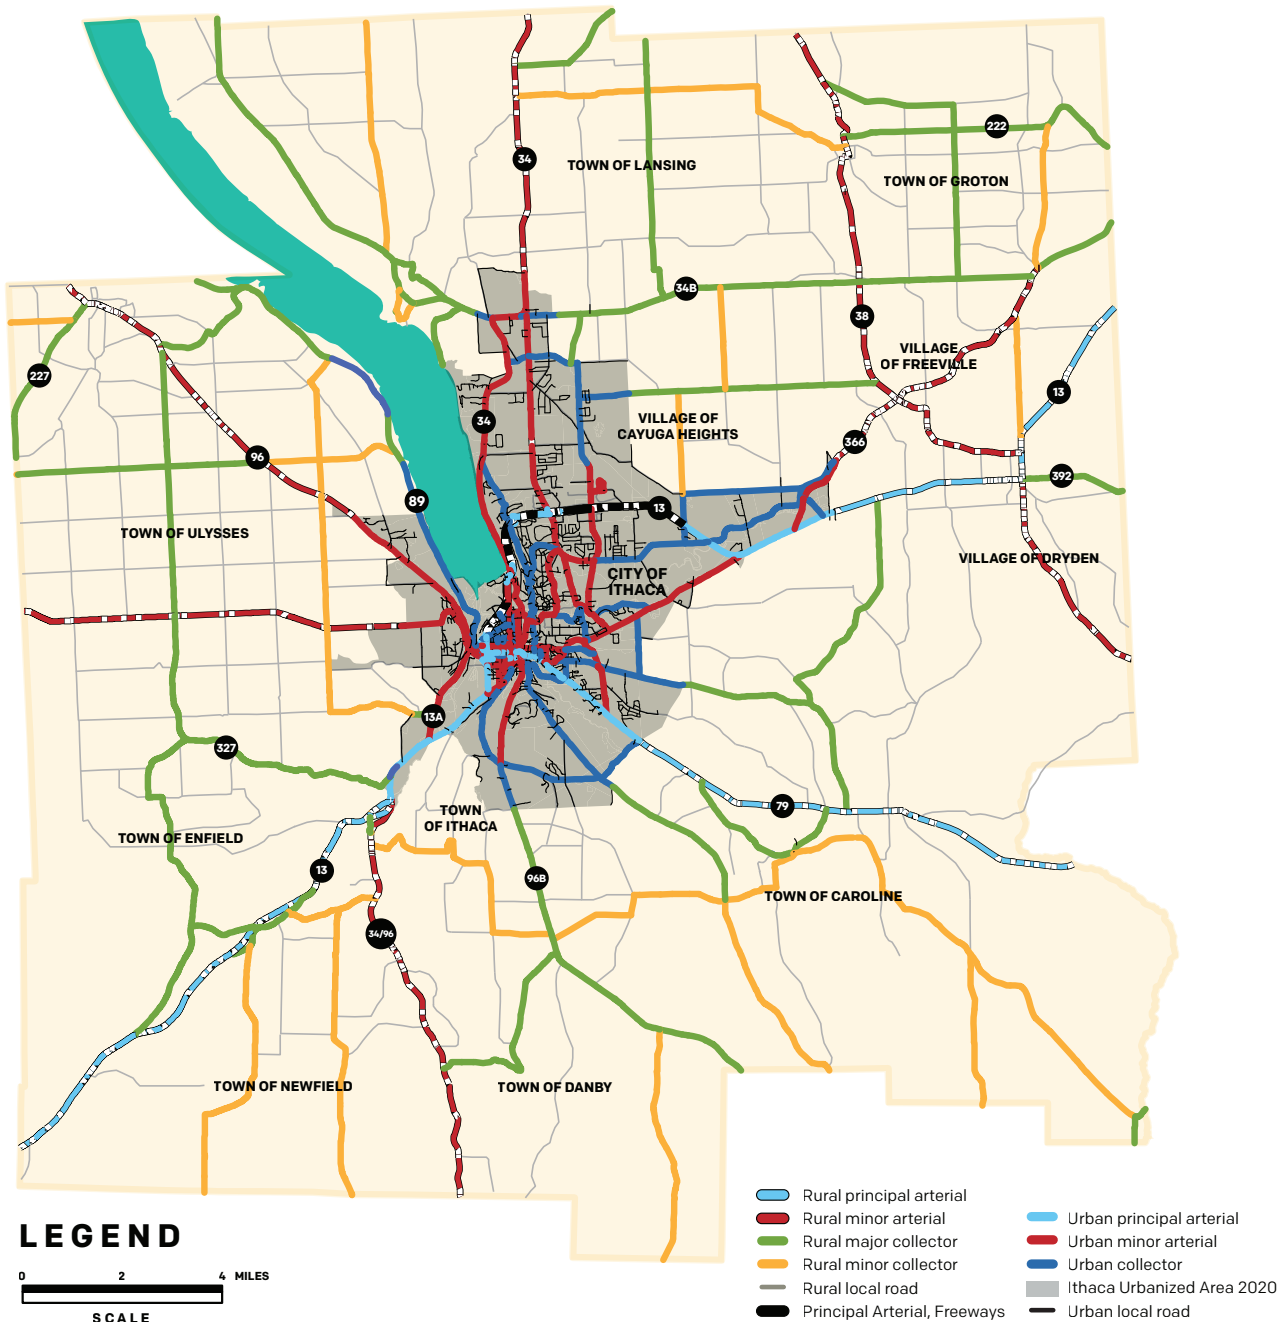 222
34
TOWN OF LANSING
TOWN OF GROTON
34B
38
VILLAGE
OF FREEVILLE
227
13
34
VILLAGE OF
CAYUGA HEIGHTS
366
96
392
89
13
TOWN OF ULYSSES
VILLAGE OF DRYDEN
CITY OF
ITHACA
13A
327
79
TOWN
OF ITHACA
TOWN OF ENFIELD
13
96B
TOWN OF CAROLINE
34/96
TOWN OF NEWFIELD
TOWN OF DANBY
LEGEND
0 2 4 MILES
SCALE
Rural principal arterial
Rural minor arterial
Rural major collector
Rural minor collector
Rural local road
Principal Arterial, Freeways
Urban principal arterial
Urban minor arterial
Urban collector
Ithaca Urbanized Area 2020
Urban local road